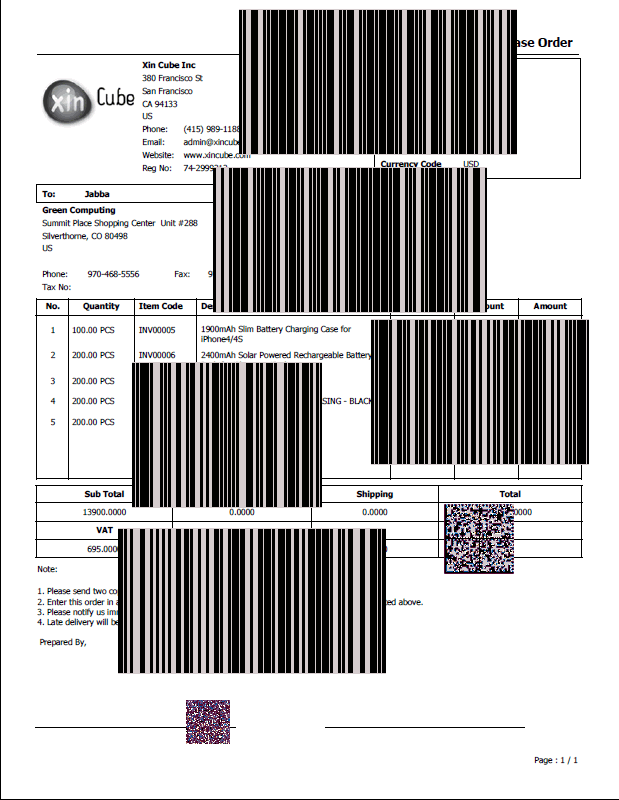 ase Order
Xin Cube Inc
380 Francisco St
San Francisco
CA 94133
US
Phone: (415) 989-1188
Email: admin@xincube
Website: www.xincube.com
Reg No: 74-2999
xin Cube
Currency Code USD
To: Jabba
Green Computing
Summit Place Shopping Center Unit #288
Silverthorne, CO 80498
US
Phone: 970-468-5556 Fax: 9
Tax No:
No. Quantity Item Code De ount Amount
1 100.00 PCS INV00005 1900mAh Slim Battery Charging Case for
iPhone4/4S
2 200.00 PCS INV00006 2400mAh Solar Powered Rechargeable Battery
3 200.00 PCS
4 200.00 PCS SING - BLACK
5 200.00 PCS
Sub Total Shipping Total
13900.0000 0.0000 0.0000 0000
VAT
695.000
Note:
1. Please send two co
2. Enter this order in a ted above.
3. Please notify us im
4. Late delivery will be
Prepared By,
Page : 1 / 1